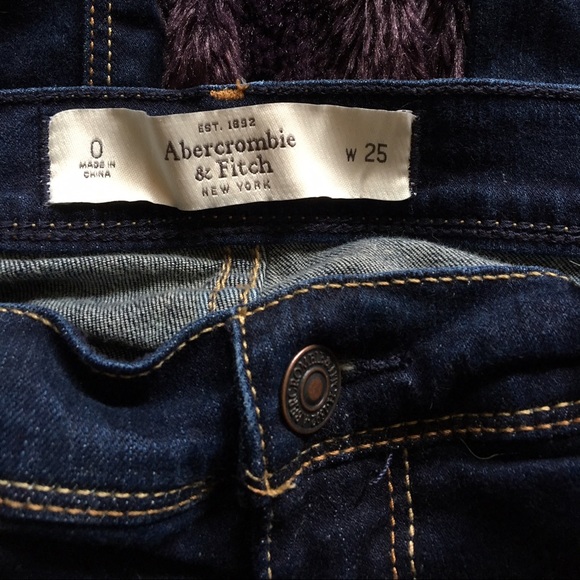 0
MADE IN
CHINA
EST. 1892
Abercrombie
& Fitch
NEW YORK
W 25